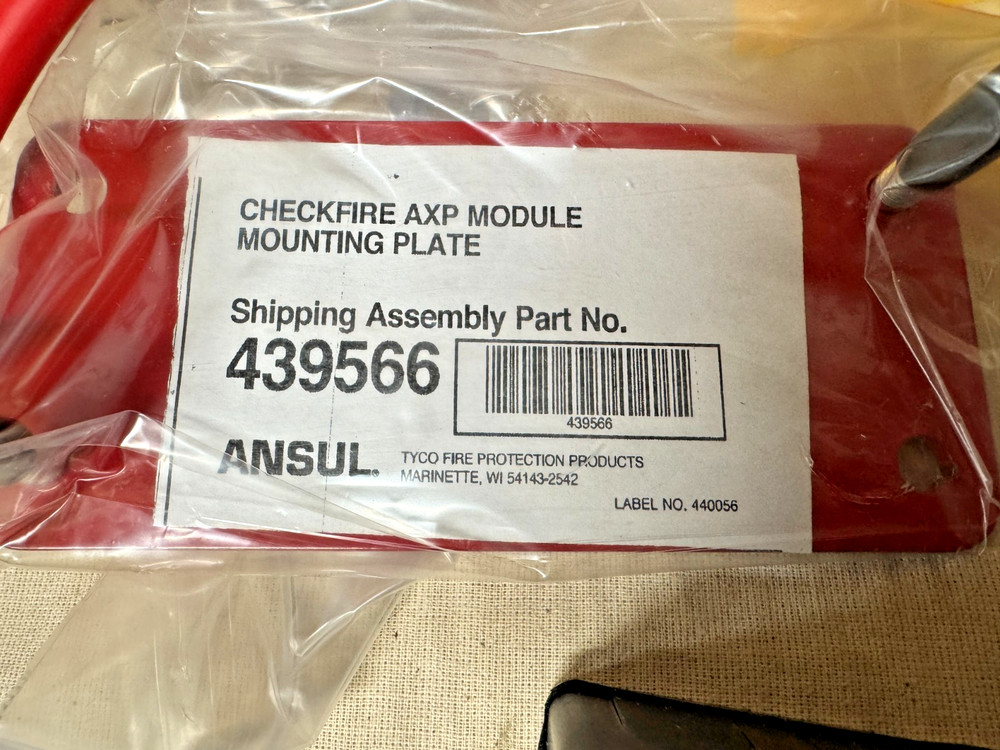 CHECKFIRE AXP MODULE
MOUNTING PLATE
Shipping Assembly Part No.
439566
439566
ANSUL.
TYCO FIRE PROTECTION PRODUCTS
MARINETTE, WI 54143-2542
LABEL NO. 440056